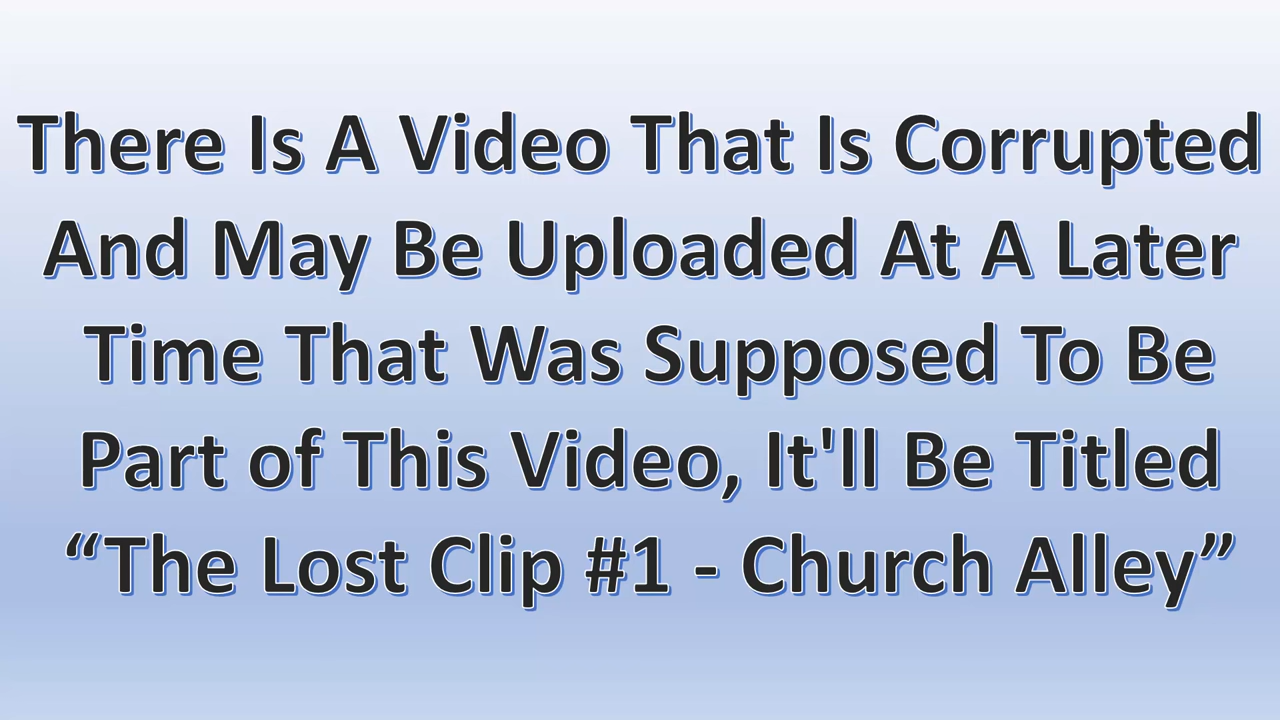 There Is A Video That Is Corrupted
And May Be Uploaded At A Later
Time That Was Supposed To Be
Part of This Video, It'll Be Titled
“The Lost Clip #1 - Church Alley”